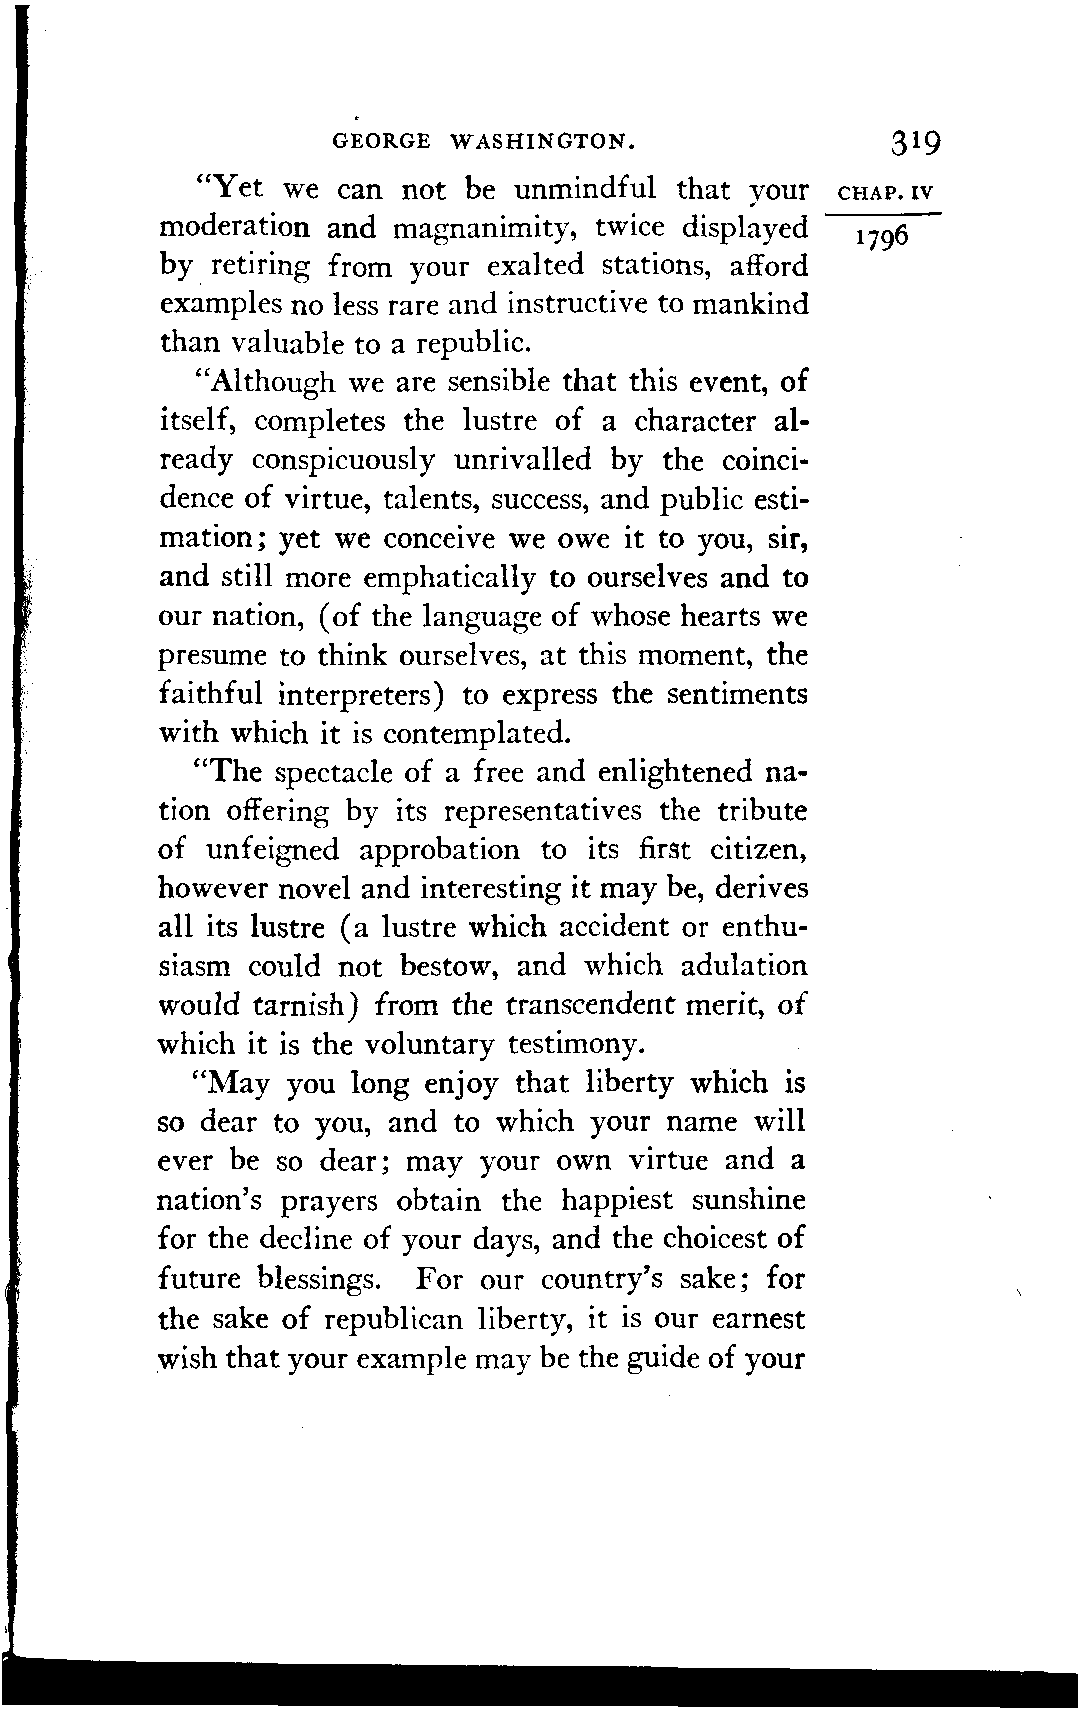 GEORGE WASHINGTON. 319
CHAP. IV
1796
“Yet we can not be unmindful that your
moderation and magnanimity, twice displayed
by retiring from your exalted stations, afford
examples no less rare and instructive to mankind
than valuable to a republic.
“Although we are sensible that this event, of
itself, completes the lustre of a character al-
ready conspicuously unrivalled by the coinci-
dence of virtue, talents, success, and public esti-
mation; yet we conceive we owe it to you, sir,
and still more emphatically to ourselves and to
our nation, (of the language of whose hearts we
presume to think ourselves, at this moment, the
faithful interpreters) to express the sentiments
with which it is contemplated.
“The spectacle of a free and enlightened na-
tion offering by its representatives the tribute
of unfeigned approbation to its first citizen,
however novel and interesting it may be, derives
all its lustre (a lustre which accident or enthu-
siasm could not bestow, and which adulation
would tarnish) from the transcendent merit, of
which it is the voluntary testimony.
“May you long enjoy that liberty which is
so dear to you, and to which your name will
ever be so dear; may your own virtue and a
nation’s prayers obtain the happiest sunshine
for the decline of your days, and the choicest of
future blessings. For our country’s sake; for
the sake of republican liberty, it is our earnest
wish that your example may be the guide of your